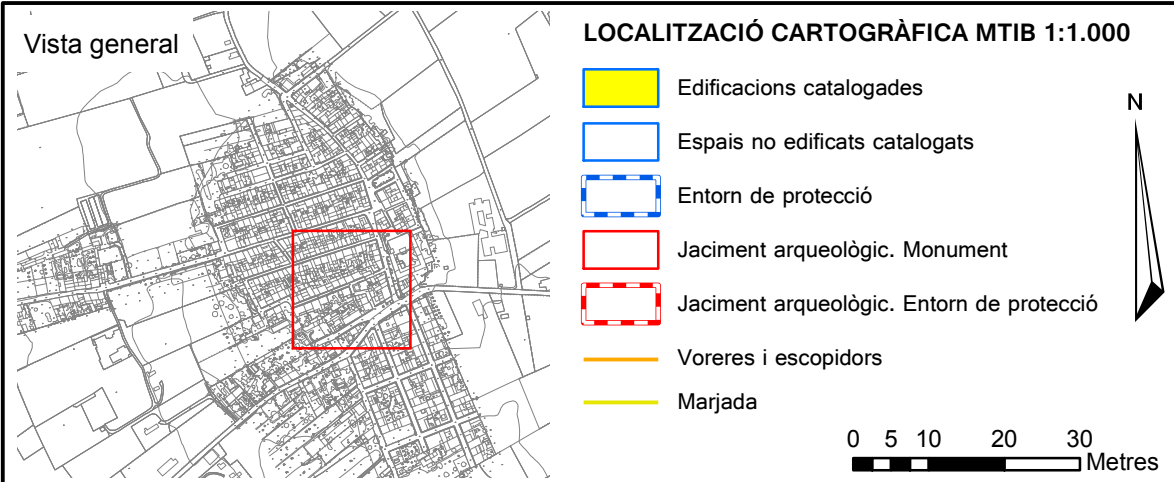 Vista general
LOCALITZACIÓ CARTOGRÀFICA MTIB 1:1.000
Edificacions catalogades
Espais no edificats catalogats
Entorn de protecció
Jaciment arqueològic. Monument
Jaciment arqueològic. Entorn de protecció
Voreres i escopidors
Marjada
N
0 5 10 20 30
Metres